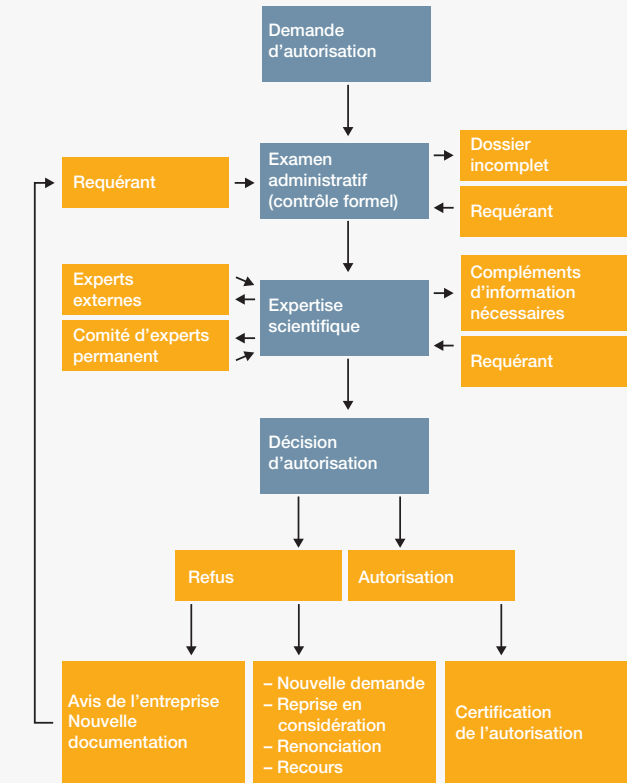 Demande
d'autorisation
Requérant
Examen
administratif
(contrôle formel)
Dossier
incomplet
Requérant
Experts
externes
Comité d'experts
permanent
Expertise
scientifique
Compléments
d'information
nécessaires
Requérant
Décision
d'autorisation
Refus
Autorisation
Avis de l'entreprise
Nouvelle
documentation
– Nouvelle demande
– Reprise en
considération
– Renonciation
– Recours
Certification
de l'autorisation